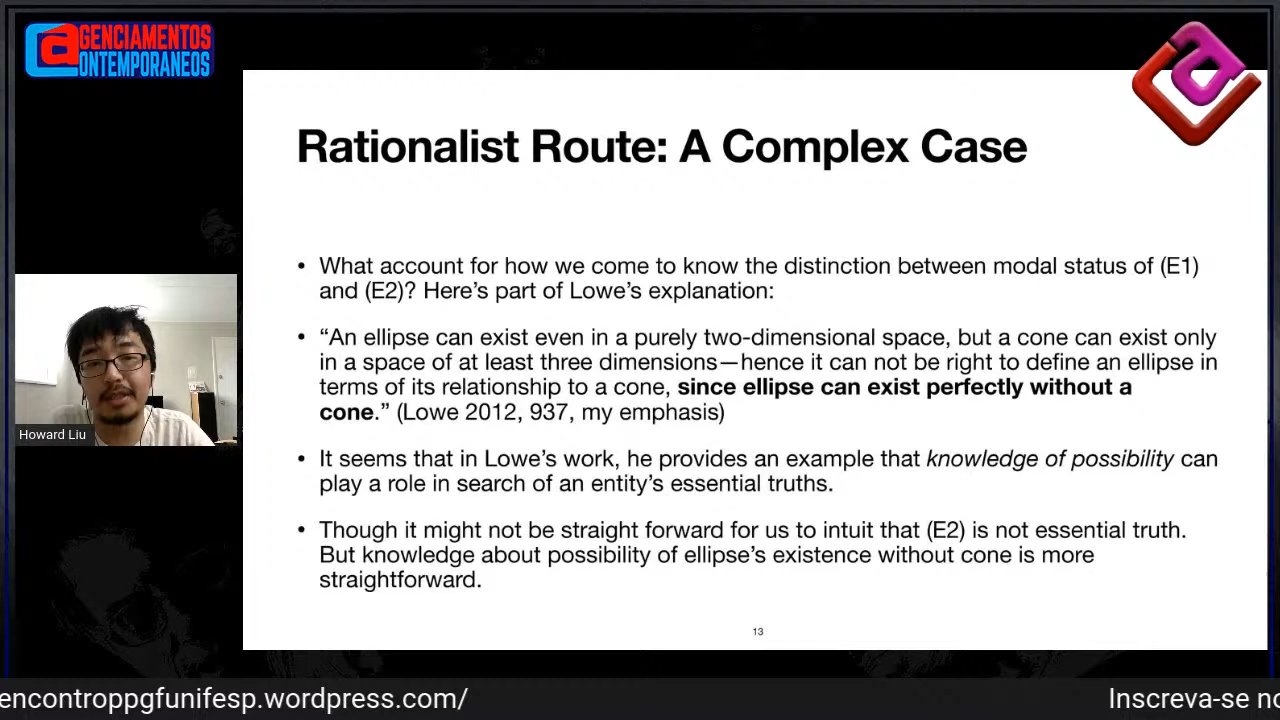 AGENCIAMENTOS
CONTEMPORANEOS
Rationalist Route: A Complex Case
• What account for how we come to know the distinction between modal status of (E1)
and (E2)? Here’s part of Lowe’s explanation:
• “An ellipse can exist even in a purely two-dimensional space, but a cone can exist only
in a space of at least three dimensions—hence it can not be right to define an ellipse in
terms of its relationship to a cone, since ellipse can exist perfectly without a
cone.” (Lowe 2012, 937, my emphasis)
• It seems that in Lowe’s work, he provides an example that knowledge of possibility can
play a role in search of an entity’s essential truths.
• Though it might not be straight forward for us to intuit that (E2) is not essential truth.
But knowledge about possibility of ellipse’s existence without cone is more
straightforward.
13
Howard Liu
encontroppgfunifesp.wordpress.com/
Inscreva-se no